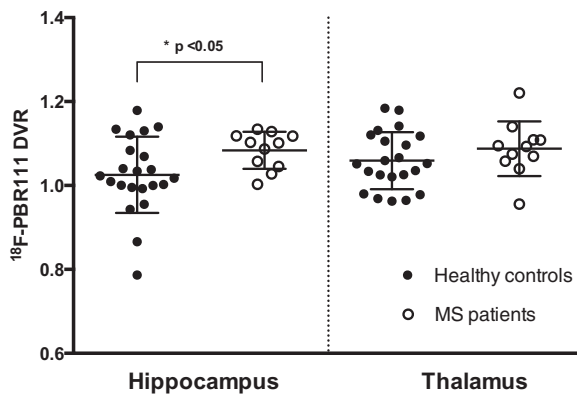 1.4
* p <0.05
1.2
1.0
0.8
0.6
¹⁸F-PBR111 DVR
Healthy controls
MS patients
Hippocampus
Thalamus